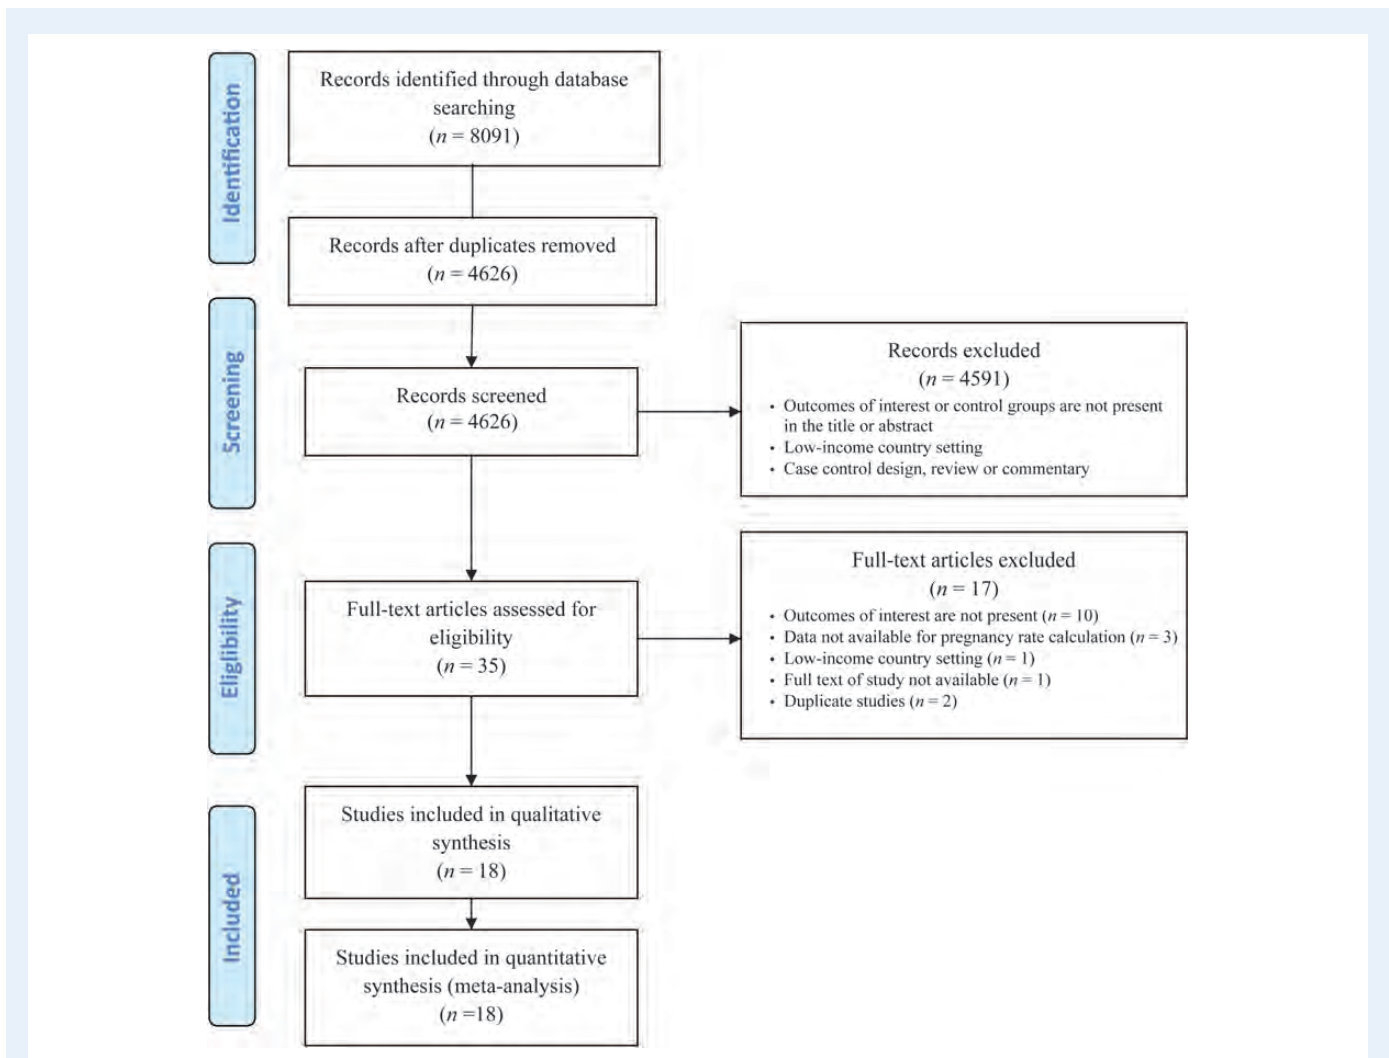 Identification
Records identified through database
searching
(n = 8091)
Records after duplicates removed
(n = 4626)
Screening
Records screened
(n = 4626)
Records excluded
(n = 4591)
• Outcomes of interest or control groups are not present
in the title or abstract
• Low-income country setting
• Case control design, review or commentary
Eliglibility
Full-text articles assessed for
eligibility
(n = 35)
Full-text articles excluded
(n = 17)
• Outcomes of interest are not present (n = 10)
• Data not available for pregnancy rate calculation (n = 3)
• Low-income country setting (n = 1)
• Full text of study not available (n = 1)
• Duplicate studies (n = 2)
Included
Studies included in qualitative
synthesis
(n = 18)
Studies included in quantitative
synthesis (meta-analysis)
(n =18)